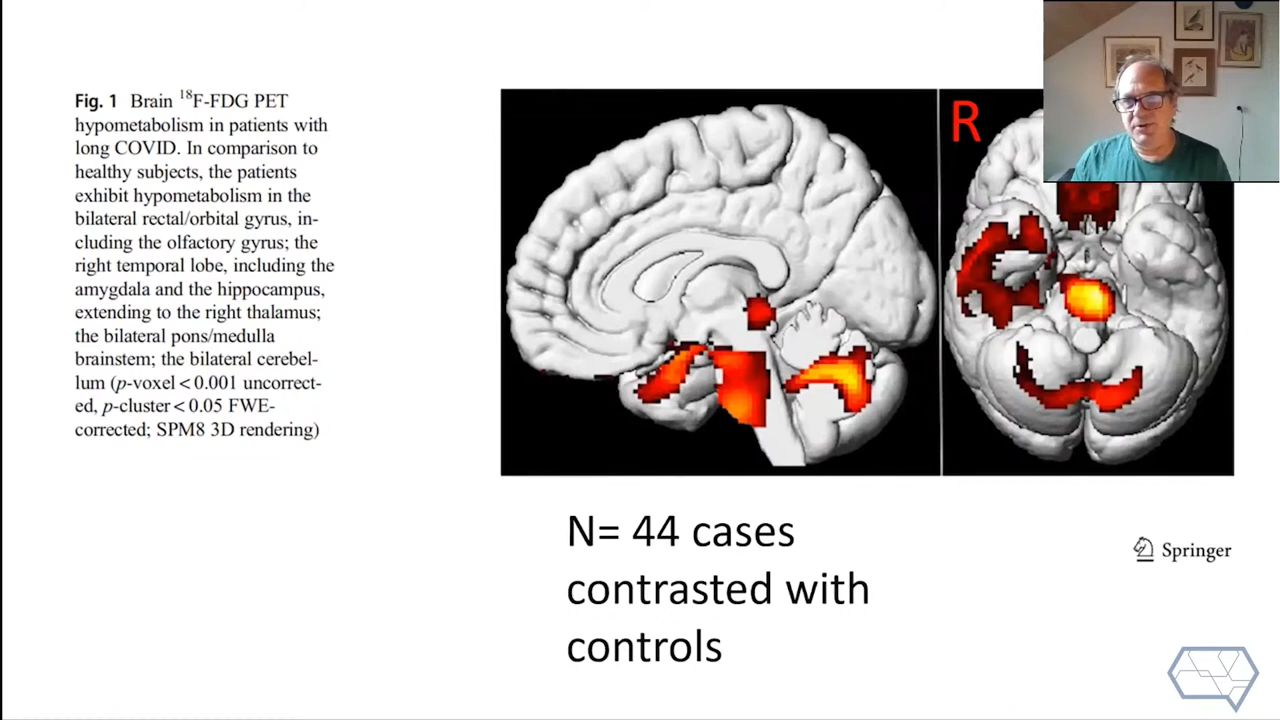 Fig. 1 Brain 18F-FDG PET
hypometabolism in patients with
long COVID. In comparison to
healthy subjects, the patients
exhibit hypometabolism in the
bilateral rectal/orbital gyrus, in-
cluding the olfactory gyrus; the
right temporal lobe, including the
amygdala and the hippocampus,
extending to the right thalamus;
the bilateral pons/medulla
brainstem; the bilateral cerebel-
lum (p-voxel < 0.001 uncorrect-
ed, p-cluster < 0.05 FWE-
corrected; SPM8 3D rendering)
R
N= 44 cases
contrasted with
controls
Springer